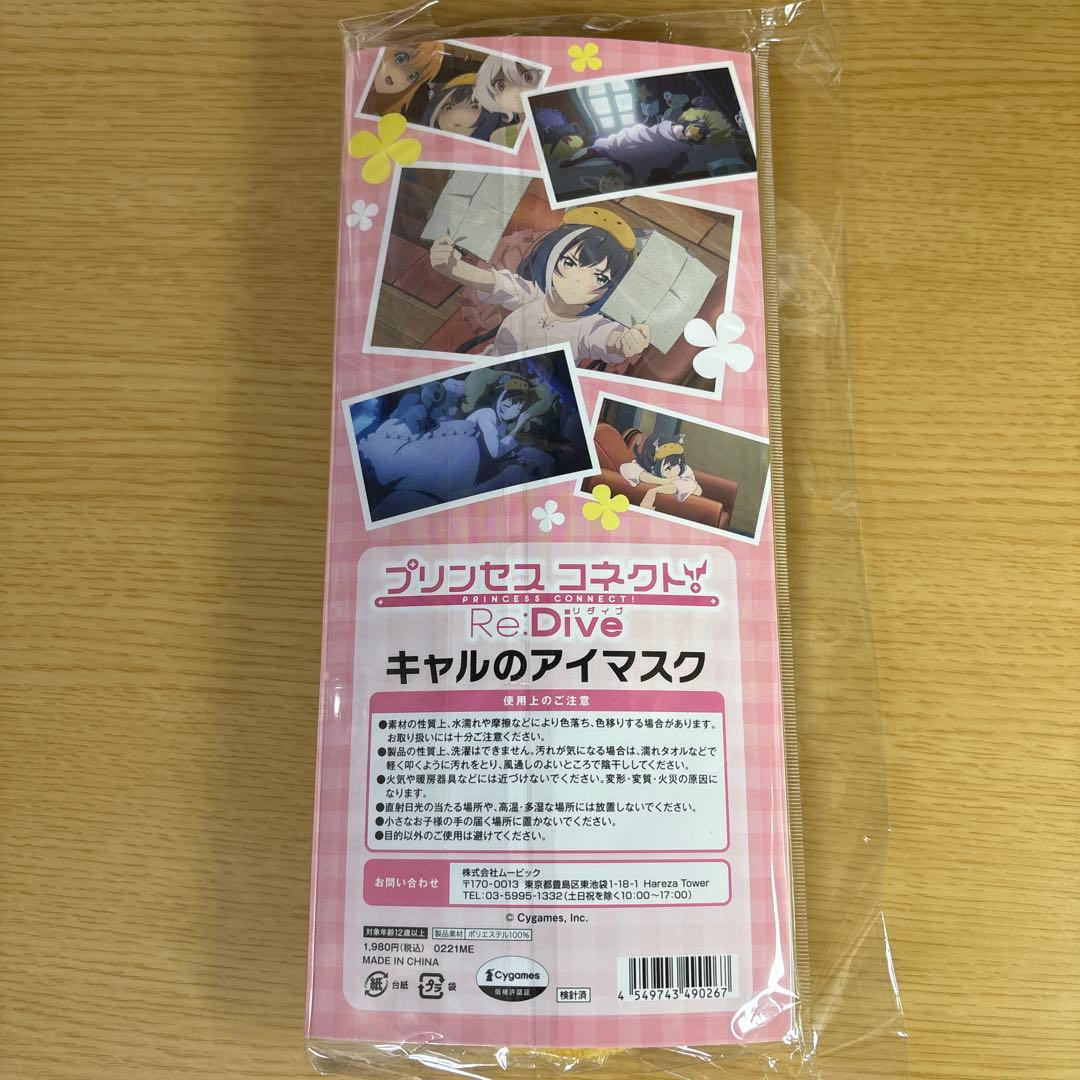 プリンセス コネクト!
PRINCESS CONNECT!
リダイブ
Re:Dive
キャルのアイマスク
使用上のご注意
●素材の性質上、水濡れや摩擦などにより色落ち、色移りする場合があります。
お取り扱いには十分ご注意ください。
●製品の性質上、洗濯はできません。汚れが気になる場合は、濡れタオルなどで
軽く叩くように汚れをとり、風通しのよいところで陰干ししてください。
●火気や暖房器具などには近づけないでください。変形・変質・火災の原因に
なります。
●直射日光の当たる場所や、高温・多湿な場所には放置しないでください。
●小さなお子様の手の届く場所に置かないでください。
●目的以外のご使用は避けてください。
お問い合わせ
株式会社ムービック
〒170-0013 東京都豊島区東池袋1-18-1 Hareza Tower
TEL:03-5995-1332(土日祝を除く10:00〜17:00)
© Cygames, Inc.
対象年齢12歳以上 製品素材 ポリエステル100%
1,980円(税込) 0221ME
MADE IN CHINA
紙 台紙 プラ 袋
Cygames
版権許諾証
検計済
4 549743 490267